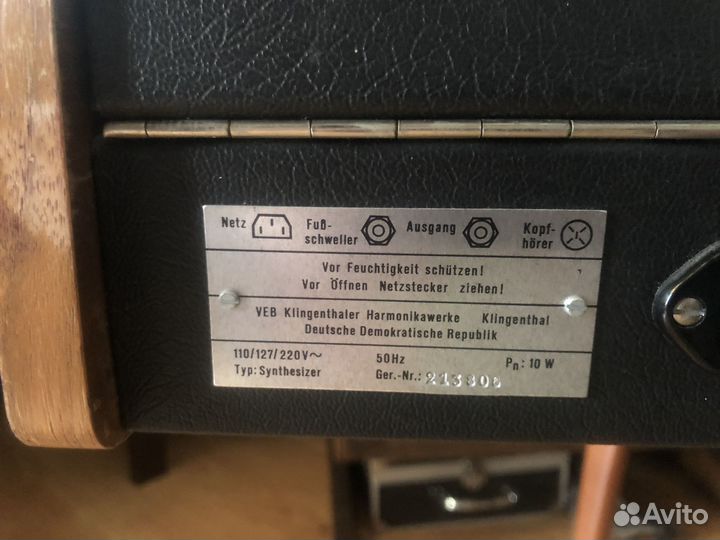 Netz Fuß- Ausgang Kopf-
schweller hörer
Vor Feuchtigkeit schützen!
Vor Öffnen Netzstecker ziehen!
VEB Klingenthaler Harmonikawerke Klingenthal
Deutsche Demokratische Republik
110/127/220V~ 50Hz Pn: 10 W
Typ: Synthesizer Ger.-Nr.:
Avito